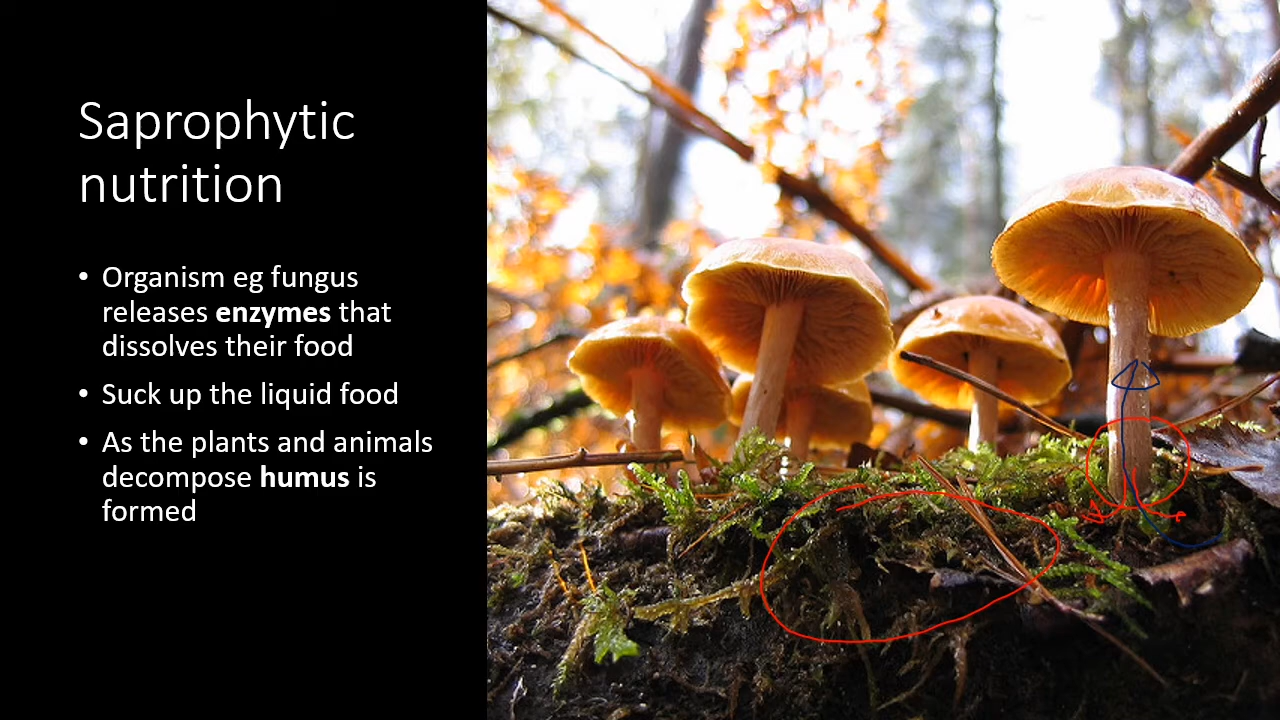 Saprophytic
nutrition
• Organism eg fungus
releases enzymes that
dissolves their food
• Suck up the liquid food
• As the plants and animals
decompose humus is
formed